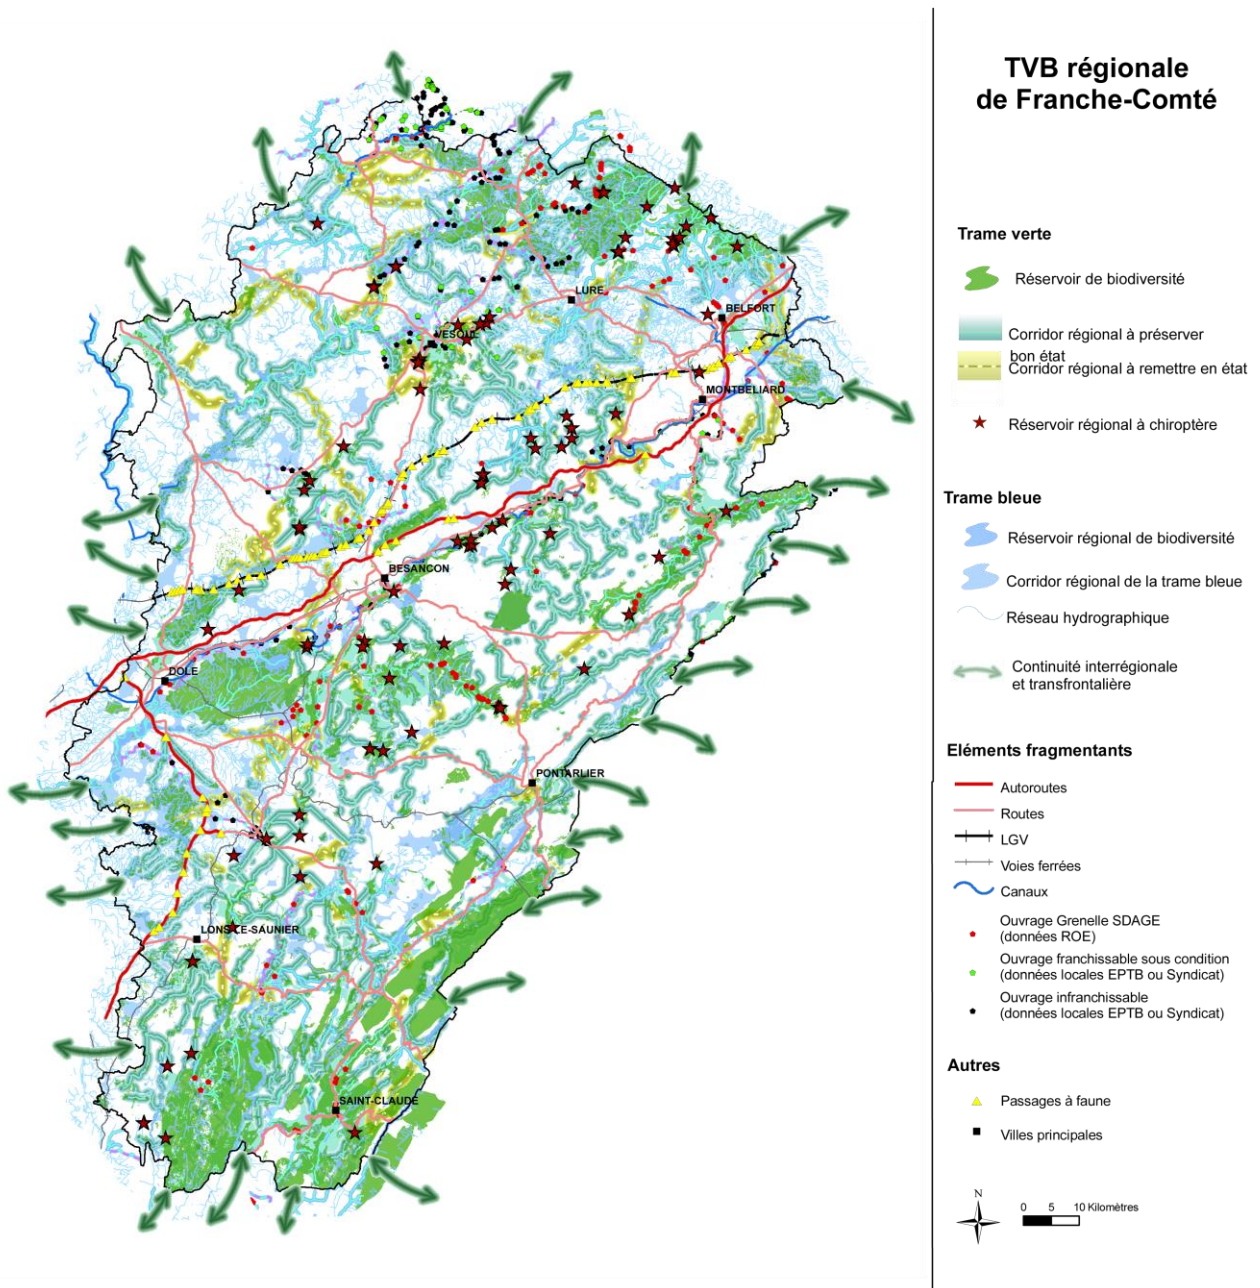 TVB régionale
de Franche-Comté
Trame verte
Réservoir de biodiversité
Corridor régional à préserver
bon état
Corridor régional à remettre en état
Réservoir régional à chiroptère
Trame bleue
Réservoir régional de biodiversité
Corridor régional de la trame bleue
Réseau hydrographique
Continuité interrégionale
et transfrontalière
Eléments fragmentants
Autoroutes
Routes
LGV
Voies ferrées
Canaux
Ouvrage Grenelle SDAGE
(données ROE)
Ouvrage franchissable sous condition
(données locales EPTB ou Syndicat)
Ouvrage infranchissable
(données locales EPTB ou Syndicat)
Autres
Passages à faune
Villes principales
N
0 5 10 Kilomètres
LURE
BELFORT
VESOUL
MONTBELIARD
BESANCON
DOLE
PONTARLIER
LONS-LE-SAUNIER
SAINT-CLAUDE